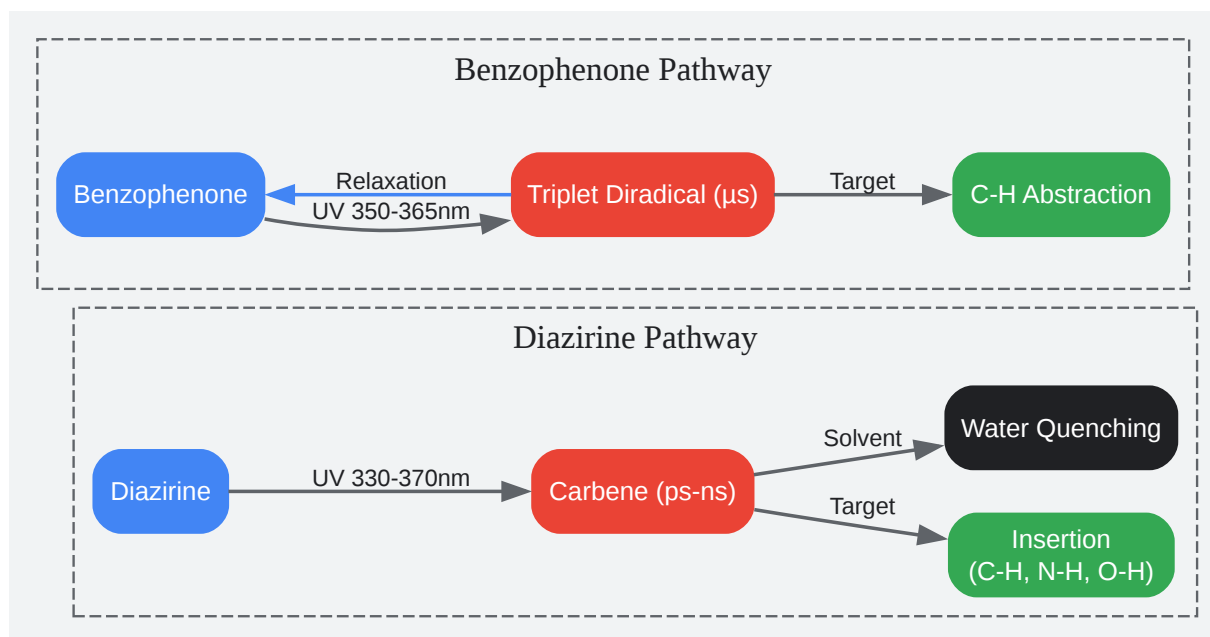 Benzophenone Pathway
Benzophenone
Relaxation
UV 350-365nm
Triplet Diradical (µs)
Target
C-H Abstraction
Diazirine Pathway
Diazirine
UV 330-370nm
Carbene (ps-ns)
Solvent
Water Quenching
Target
Insertion
(C-H, N-H, O-H)